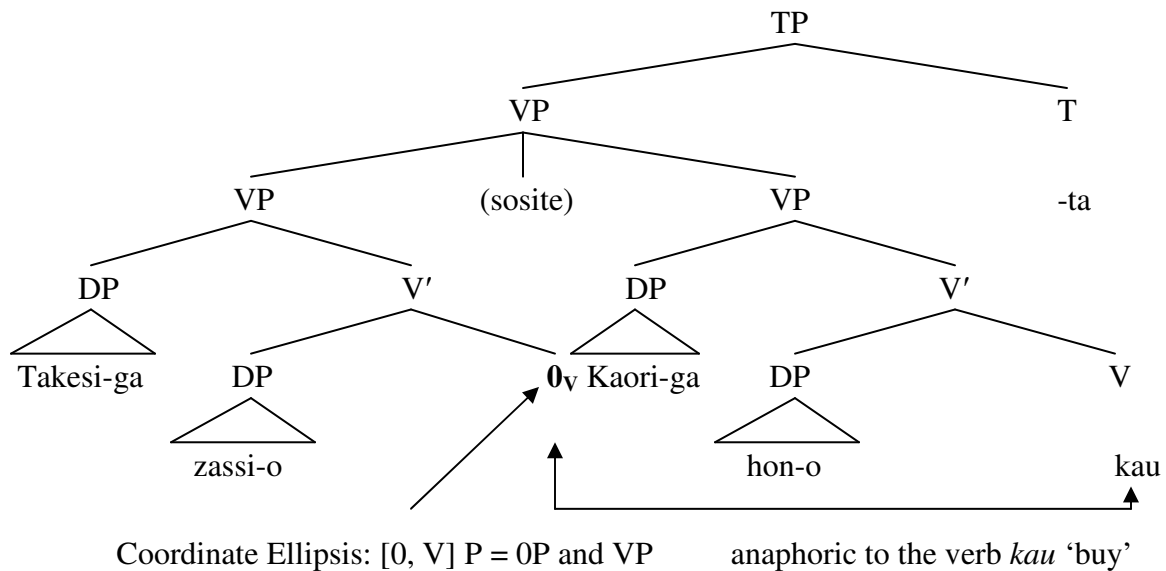 TP
VP T
VP (sosite) VP -ta
DP V′ DP V′
Takesi-ga DP 0V Kaori-ga DP V
zassi-o hon-o kau
Coordinate Ellipsis: [0, V] P = 0P and VP anaphoric to the verb kau ‘buy’